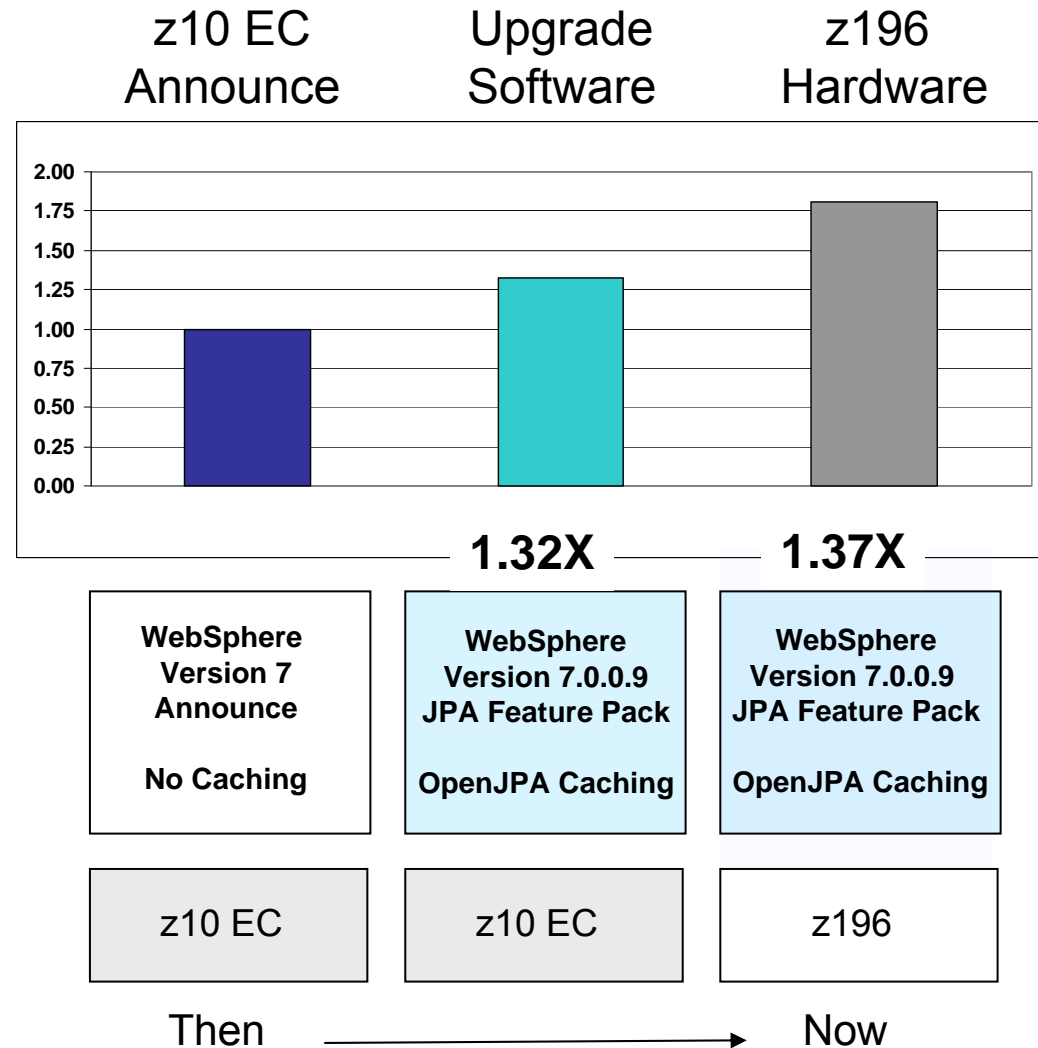 z10 EC
Announce
Upgrade
Software
z196
Hardware
2.00
1.75
1.50
1.25
1.00
0.75
0.50
0.25
0.00
1.32X
1.37X
WebSphere
Version 7
Announce
No Caching
WebSphere
Version 7.0.0.9
JPA Feature Pack
OpenJPA Caching
WebSphere
Version 7.0.0.9
JPA Feature Pack
OpenJPA Caching
z10 EC
z10 EC
z196
Then
Now